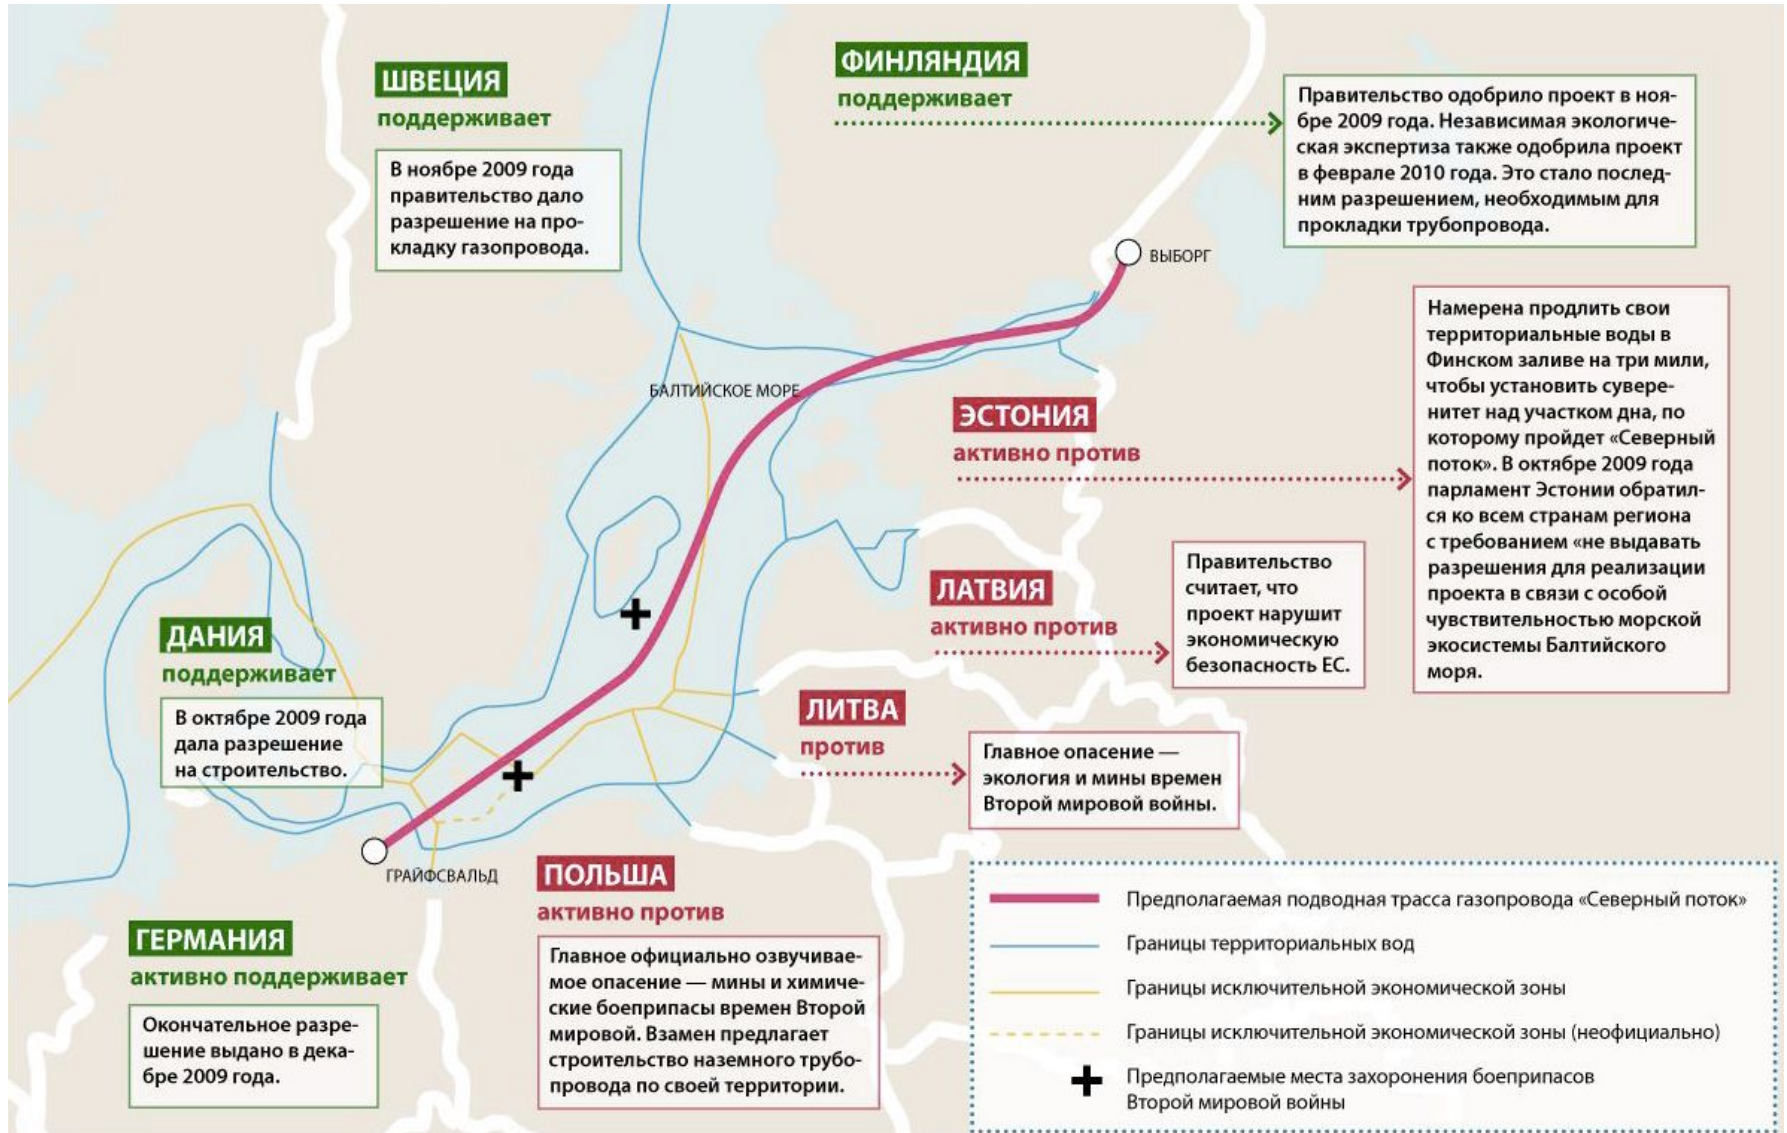 ШВЕЦИЯ
поддерживает
В ноябре 2009 года
правительство дало
разрешение на про-
кладку газопровода.
ФИНЛЯНДИЯ
поддерживает
Правительство одобрило проект в ноя-
бре 2009 года. Независимая экологиче-
ская экспертиза также одобрила проект
в феврале 2010 года. Это стало послед-
ним разрешением, необходимым для
прокладки трубопровода.
ВЫБОРГ
БАЛТИЙСКОЕ МОРЕ
ЭСТОНИЯ
активно против
Намерена продлить свои
территориальные воды в
Финском заливе на три мили,
чтобы установить сувере-
нитет над участком дна, по
которому пройдет «Северный
поток». В октябре 2009 года
парламент Эстонии обратил-
ся ко всем странам региона
с требованием «не выдавать
разрешения для реализации
проекта в связи с особой
чувствительностью морской
экосистемы Балтийского
моря.
ЛАТВИЯ
активно против
Правительство
считает, что
проект нарушит
экономическую
безопасность ЕС.
ДАНИЯ
поддерживает
В октябре 2009 года
дала разрешение
на строительство.
ЛИТВА
против
Главное опасение —
экология и мины времен
Второй мировой войны.
ГРАЙФСВАЛЬД
ПОЛЬША
активно против
Главное официально озвучивае-
мое опасение — мины и химиче-
ские боеприпасы времен Второй
мировой. Взамен предлагает
строительство наземного трубо-
провода по своей территории.
ГЕРМАНИЯ
активно поддерживает
Окончательное разре-
шение выдано в дека-
бре 2009 года.
Предполагаемая подводная трасса газопровода «Северный поток»
Границы территориальных вод
Границы исключительной экономической зоны
Границы исключительной экономической зоны (неофициально)
Предполагаемые места захоронения боеприпасов
Второй мировой войны